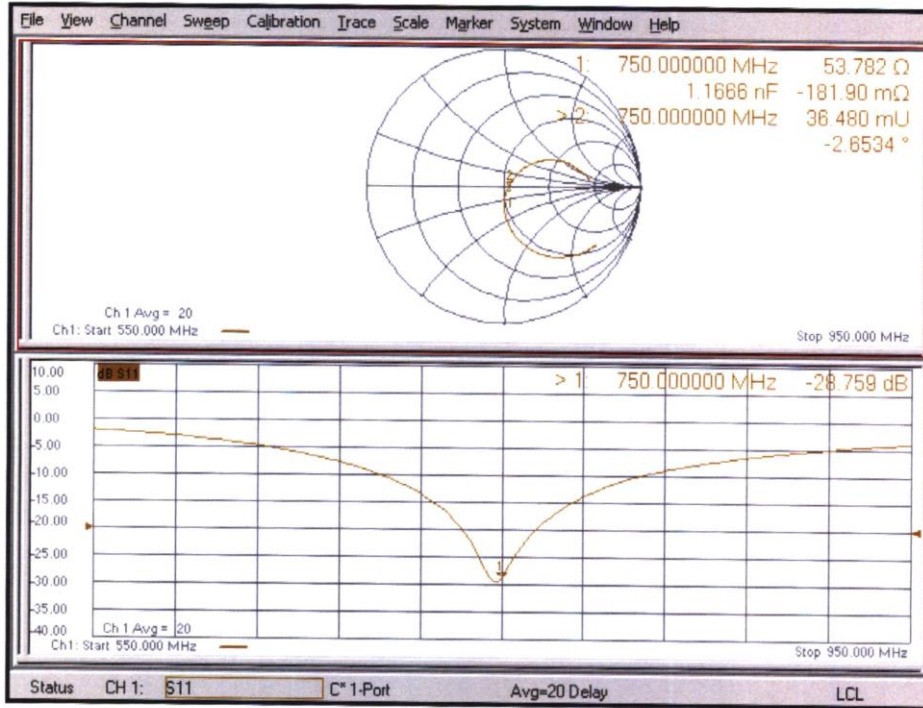 File View Channel Sweep Calibration Trace Scale Marker System Window Help
1: 750.000000 MHz 53.782 Ω
1.1666 nF -181.90 mΩ
> 2: 750.000000 MHz 36.480 mU
-2.6534 °
Ch 1 Avg = 20
Ch1: Start 550.000 MHz
Stop 950.000 MHz
10.00
dB S11
> 1: 750.000000 MHz -28.759 dB
5.00
0.00
-5.00
-10.00
-15.00
-20.00
-25.00
1
-30.00
-35.00
-40.00
Ch 1 Avg = 20
Ch1: Start 550.000 MHz
Stop 950.000 MHz
Status CH 1: S11 C* 1-Port Avg=20 Delay LCL